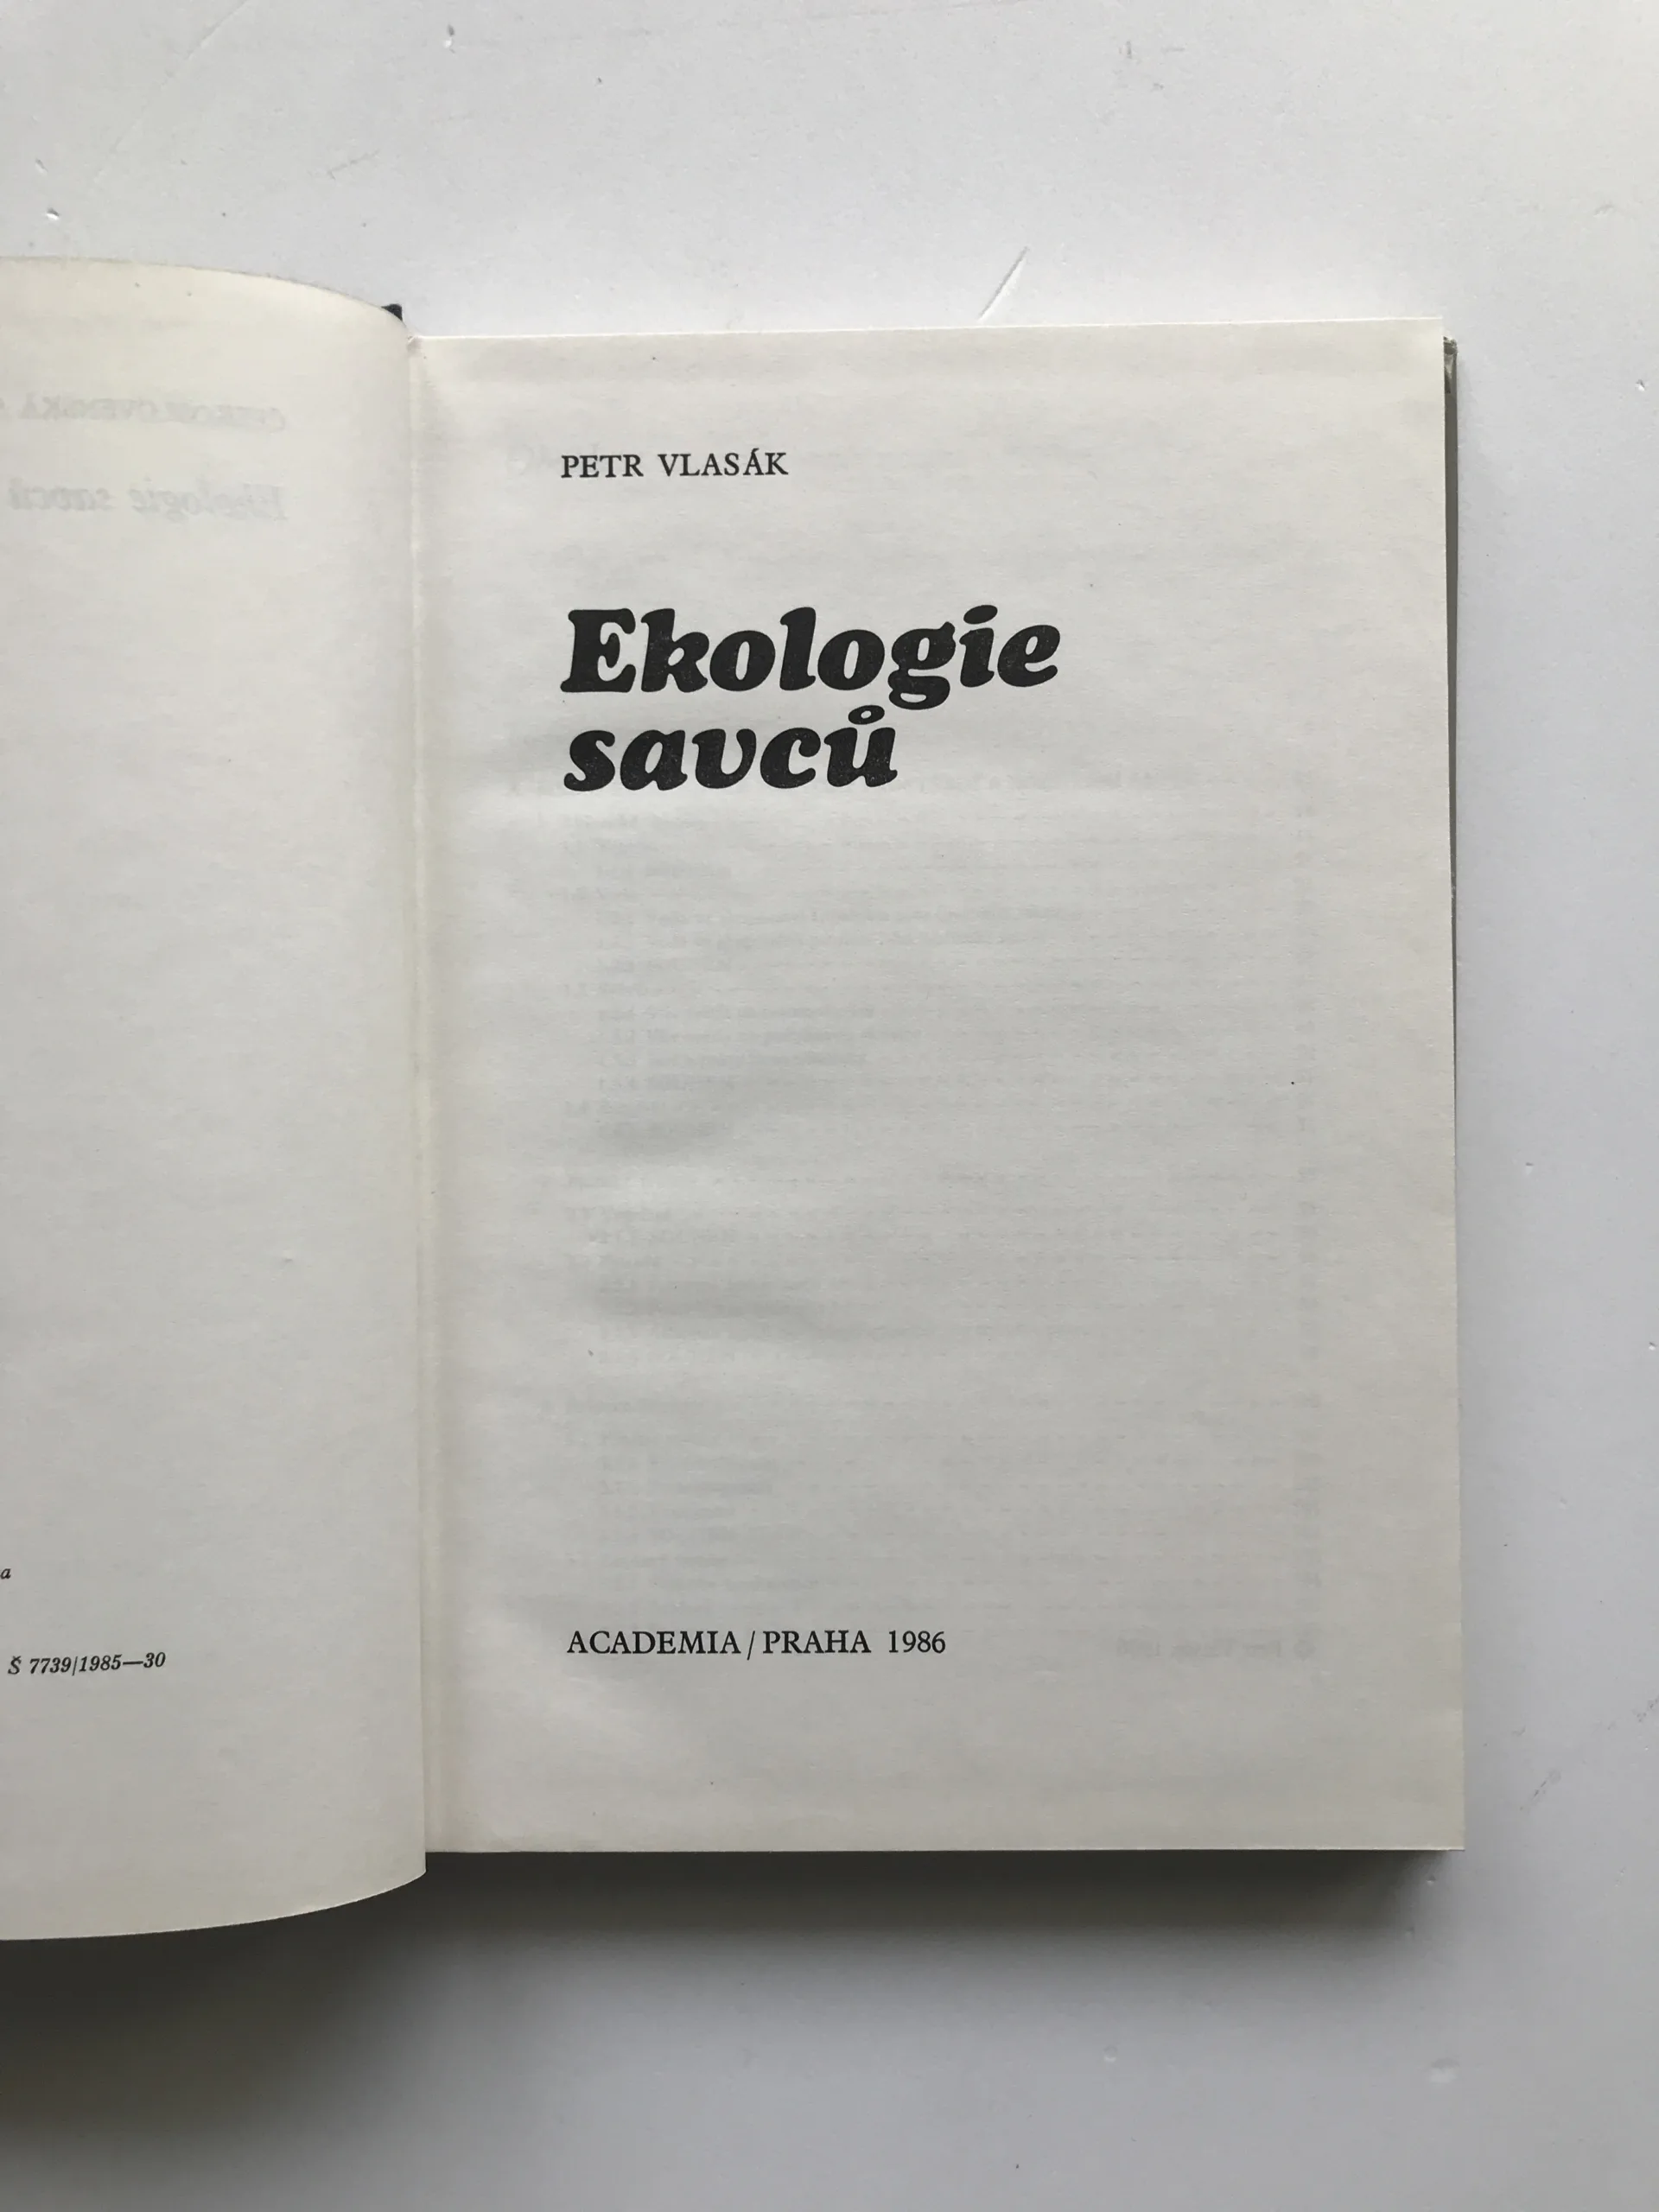 a
Š 7739/1985—30
PETR VLASÁK
Ekologie
savců
ACADEMIA / PRAHA 1986